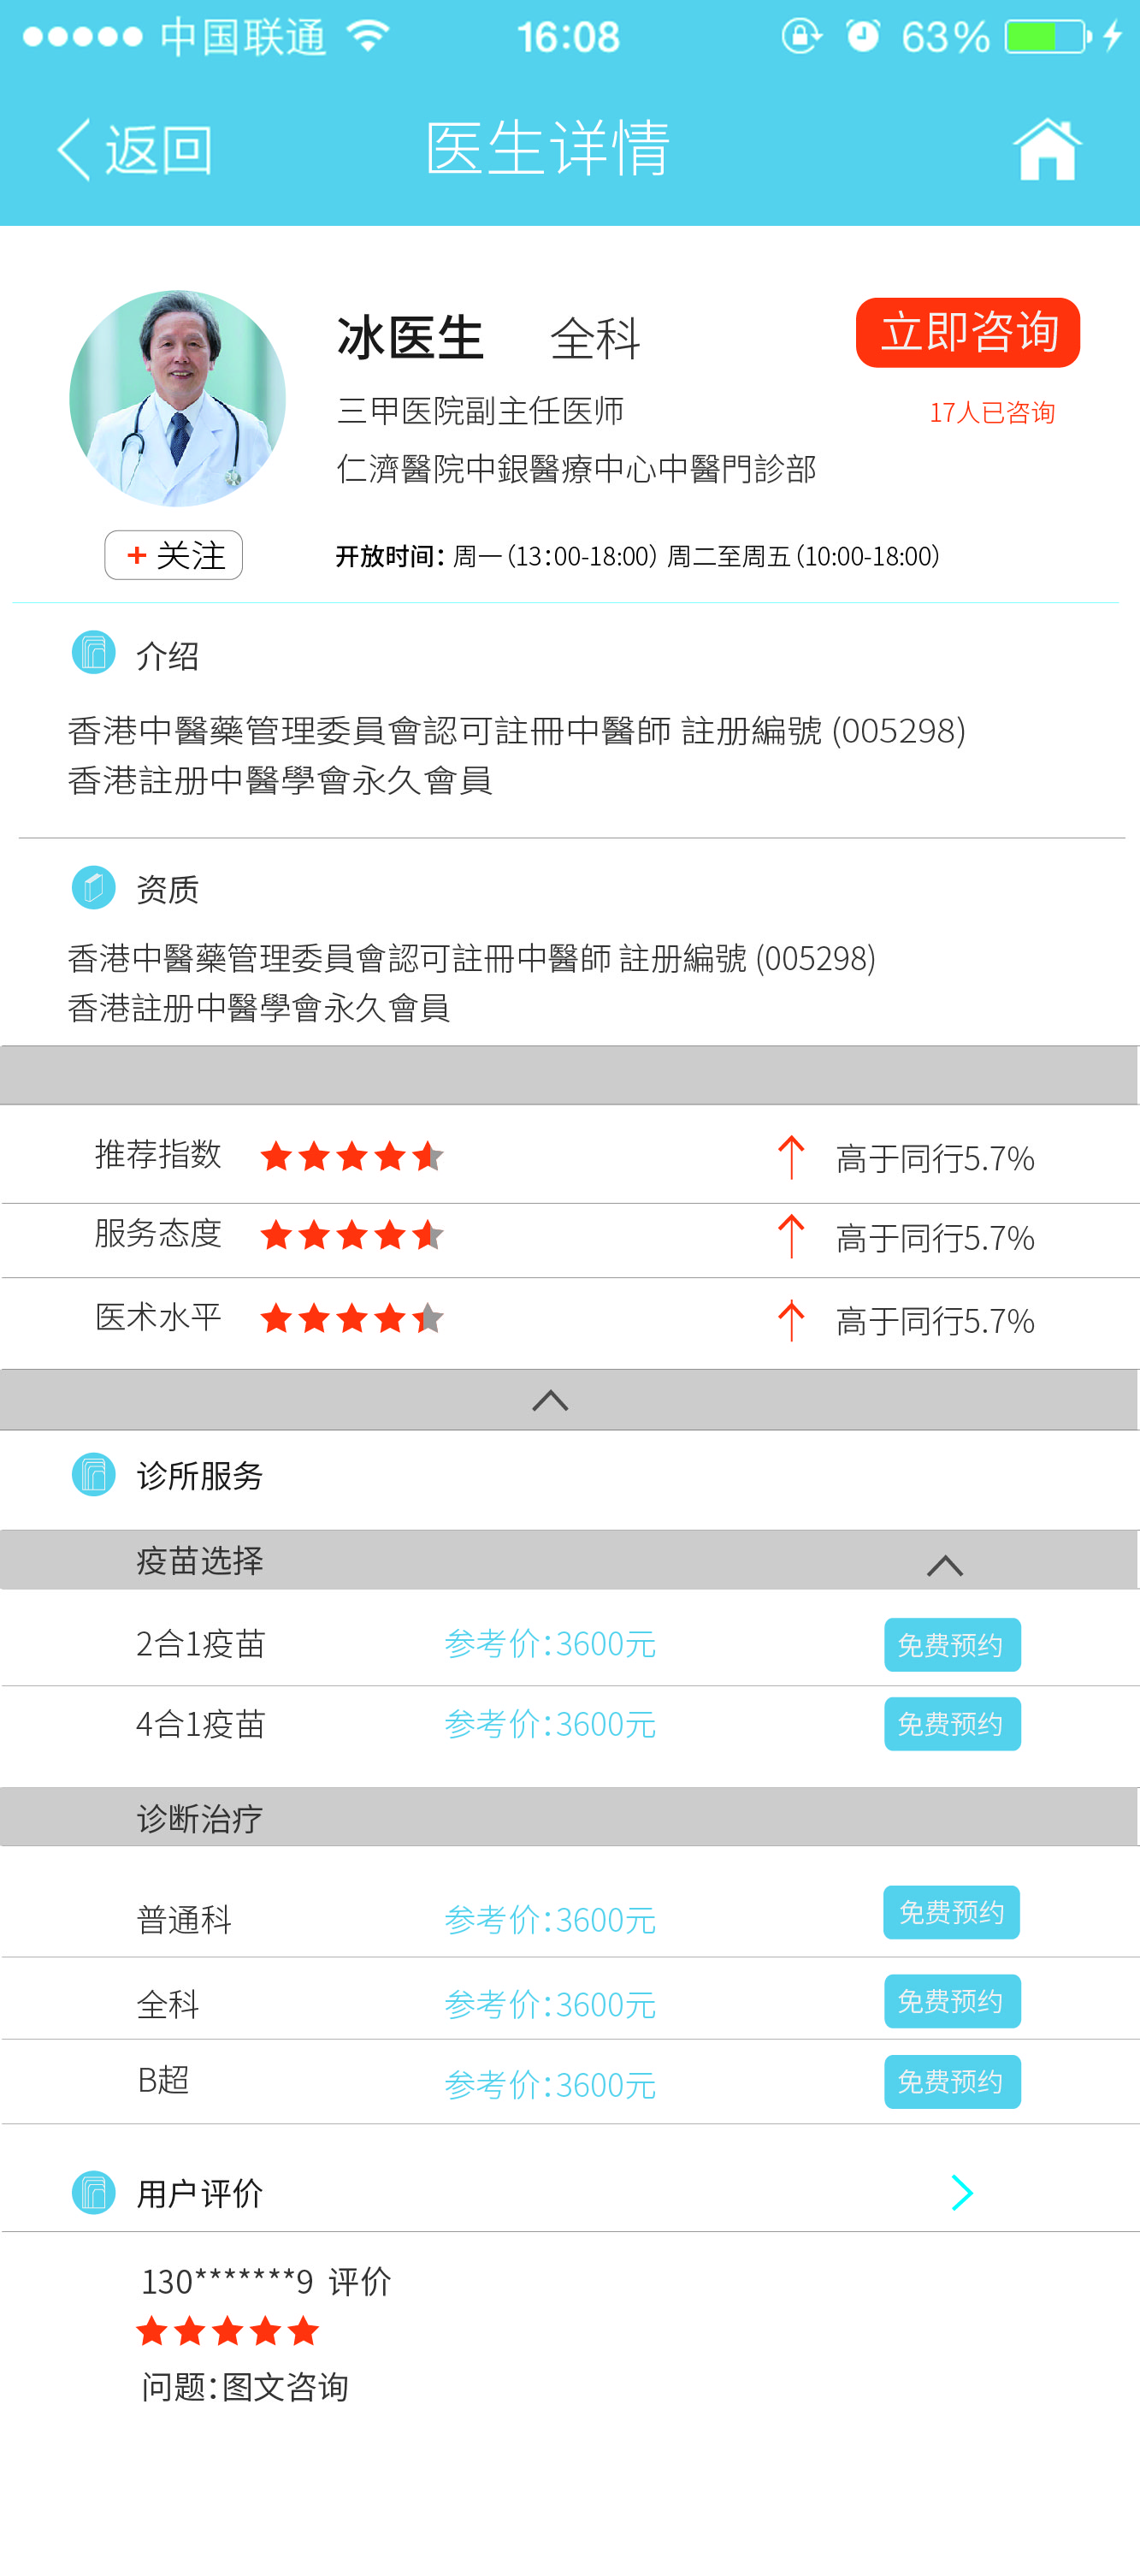 中国联通 16:08 63%
返回 医生详情
冰医生 全科 立即咨询
三甲医院副主任医师 17人已咨询
仁濟醫院中銀醫療中心中醫門診部
+ 关注 开放时间：周一（13：00-18:00）周二至周五（10:00-18:00）
介绍
香港中醫藥管理委員會認可註冊中醫師 註册編號 (005298)
香港註册中醫學會永久會員
资质
香港中醫藥管理委員會認可註冊中醫師 註册編號 (005298)
香港註册中醫學會永久會員
推荐指数 高于同行5.7%
服务态度 高于同行5.7%
医术水平 高于同行5.7%
诊所服务
疫苗选择
2合1疫苗 参考价：3600元 免费预约
4合1疫苗 参考价：3600元 免费预约
诊断治疗
普通科 参考价：3600元 免费预约
全科 参考价：3600元 免费预约
B超 参考价：3600元 免费预约
用户评价
130*******9 评价
问题：图文咨询